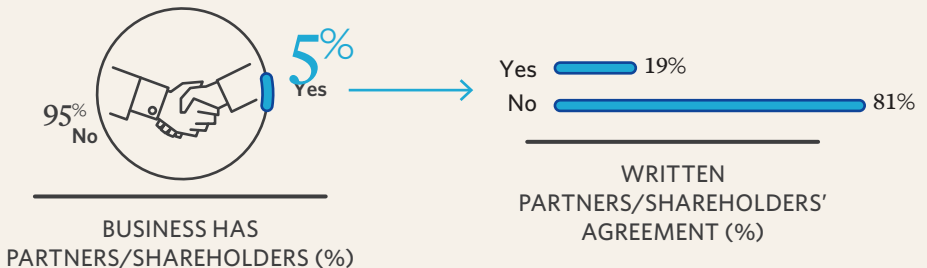 95%
No
5%
Yes
BUSINESS HAS
PARTNERS/SHAREHOLDERS (%)
Yes 19%
No 81%
WRITTEN
PARTNERS/SHAREHOLDERS’
AGREEMENT (%)